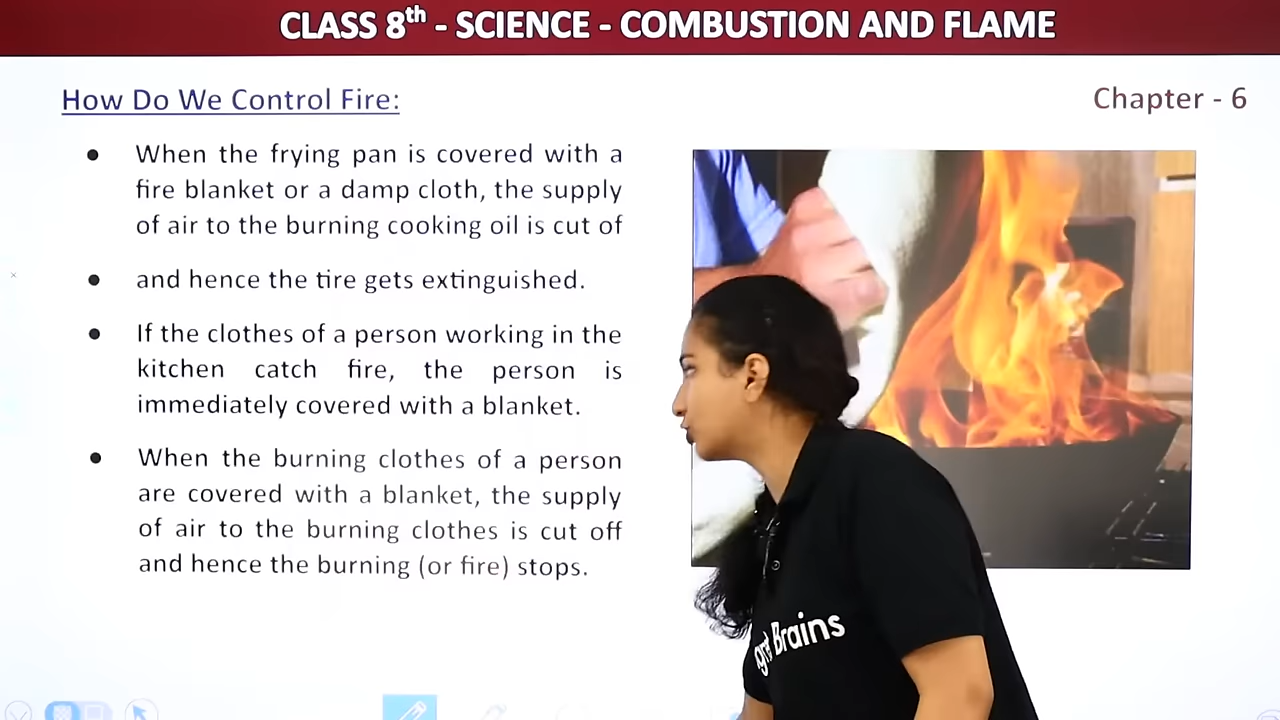 CLASS 8th - SCIENCE - COMBUSTION AND FLAME
How Do We Control Fire:
Chapter - 6
● When the frying pan is covered with a
fire blanket or a damp cloth, the supply
of air to the burning cooking oil is cut of
● and hence the tire gets extinguished.
● If the clothes of a person working in the
kitchen catch fire, the person is
immediately covered with a blanket.
● When the burning clothes of a person
are covered with a blanket, the supply
of air to the burning clothes is cut off
and hence the burning (or fire) stops.
Brains